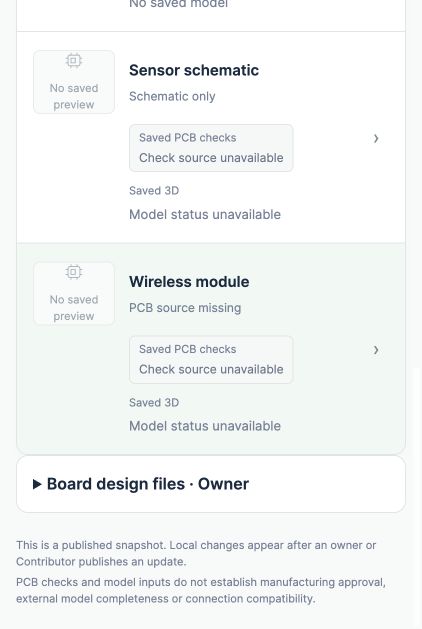 No saved model
No saved
preview
Sensor schematic
Schematic only
Saved PCB checks
Check source unavailable
Saved 3D
Model status unavailable
No saved
preview
Wireless module
PCB source missing
Saved PCB checks
Check source unavailable
Saved 3D
Model status unavailable
Board design files · Owner
This is a published snapshot. Local changes appear after an owner or
Contributor publishes an update.
PCB checks and model inputs do not establish manufacturing approval,
external model completeness or connection compatibility.